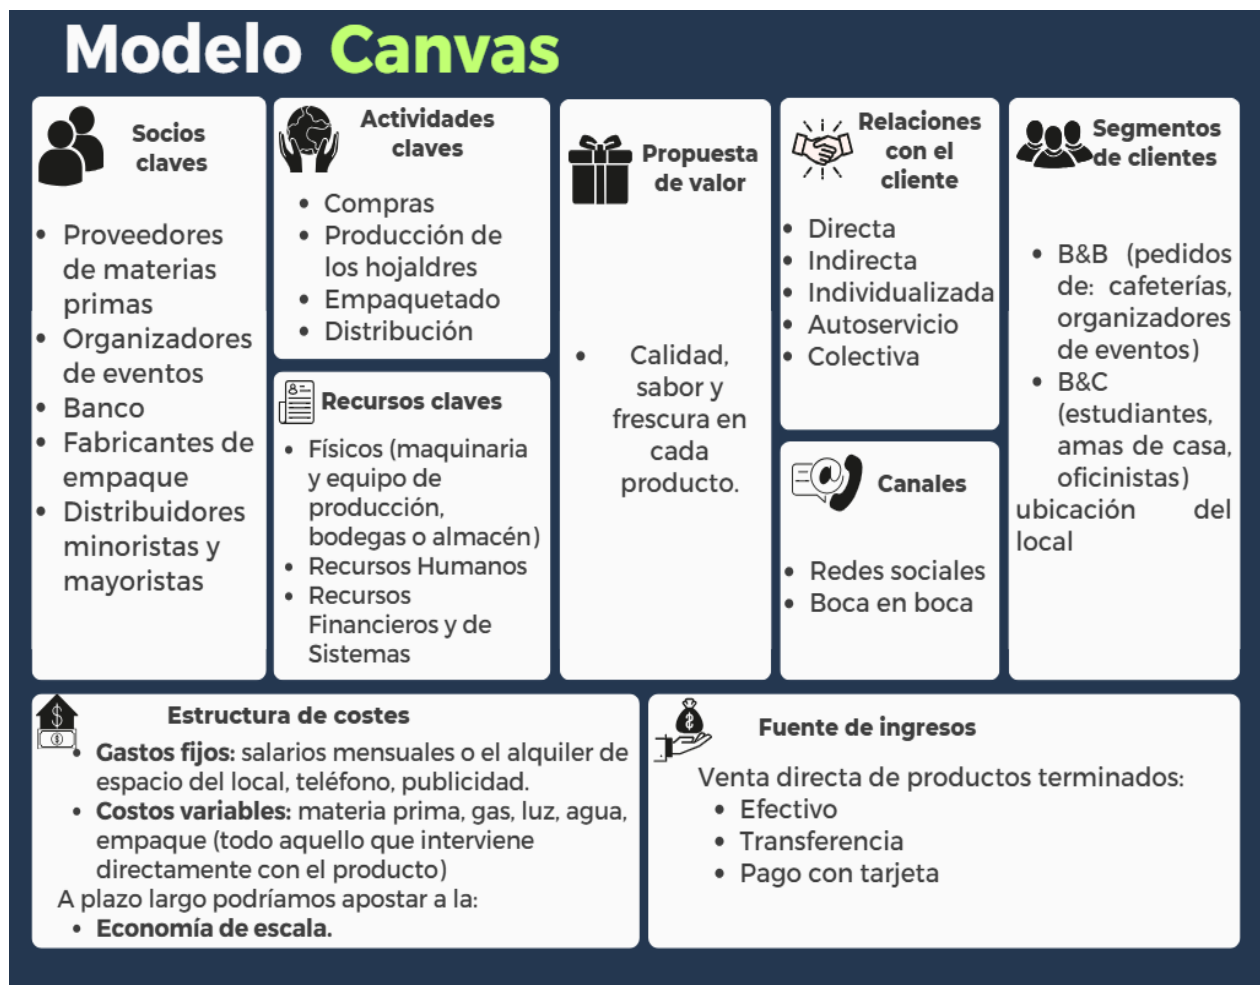 Modelo Canvas
Socios
claves
• Proveedores
de materias
primas
• Organizadores
de eventos
• Banco
• Fabricantes de
empaque
• Distribuidores
minoristas y
mayoristas
Actividades
claves
• Compras
• Producción de
los hojaldres
• Empaquetado
• Distribución
Recursos claves
• Físicos (maquinaria
y equipo de
producción,
bodegas o almacén)
• Recursos Humanos
• Recursos
Financieros y de
Sistemas
Propuesta
de valor
• Calidad,
sabor y
frescura en
cada
producto.
Relaciones
con el
cliente
• Directa
• Indirecta
• Individualizada
• Autoservicio
• Colectiva
Canales
• Redes sociales
• Boca en boca
Segmentos
de clientes
• B&B (pedidos
de: cafeterías,
organizadores
de eventos)
• B&C
(estudiantes,
amas de casa,
oficinistas)
ubicación del
local
Estructura de costes
• Gastos fijos: salarios mensuales o el alquiler de
espacio del local, teléfono, publicidad.
• Costos variables: materia prima, gas, luz, agua,
empaque (todo aquello que interviene
directamente con el producto)
A plazo largo podríamos apostar a la:
• Economía de escala.
Fuente de ingresos
Venta directa de productos terminados:
• Efectivo
• Transferencia
• Pago con tarjeta